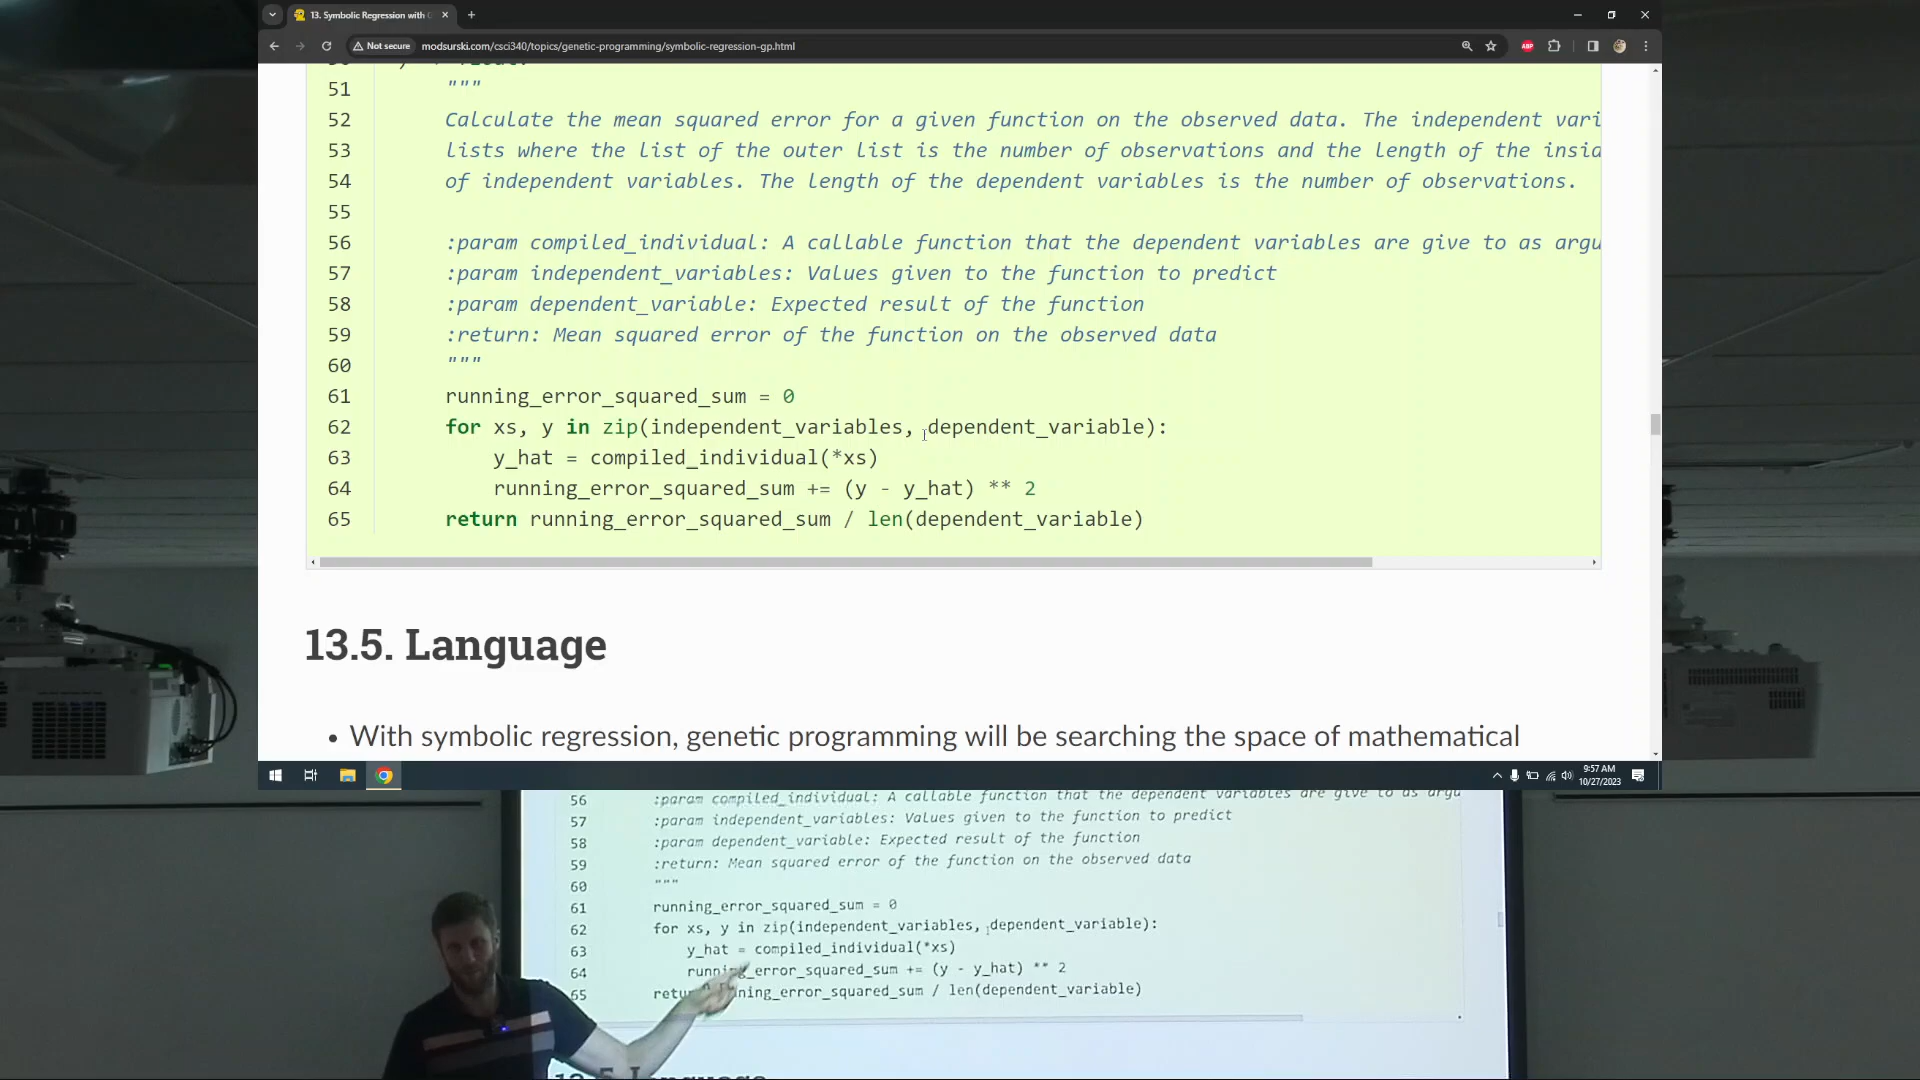 13. Symbolic Regression with
Not secure modsurski.com/csci340/topics/genetic-programming/symbolic-regression-gp.html
ABP
51 """
52 Calculate the mean squared error for a given function on the observed data. The independent vari
53 lists where the list of the outer list is the number of observations and the length of the insid
54 of independent variables. The length of the dependent variables is the number of observations.
55
56 :param compiled_individual: A callable function that the dependent variables are give to as argu
57 :param independent_variables: Values given to the function to predict
58 :param dependent_variable: Expected result of the function
59 :return: Mean squared error of the function on the observed data
60 """
61 running_error_squared_sum = 0
62 for xs, y in zip(independent_variables, dependent_variable):
63 y_hat = compiled_individual(*xs)
64 running_error_squared_sum += (y - y_hat) ** 2
65 return running_error_squared_sum / len(dependent_variable)
13.5. Language
• With symbolic regression, genetic programming will be searching the space of mathematical
9:57 AM
10/27/2023
56 :param compiled_individual: A callable function that the dependent variables are give to as argu
57 :param independent_variables: Values given to the function to predict
58 :param dependent_variable: Expected result of the function
59 :return: Mean squared error of the function on the observed data
60 """
61 running_error_squared_sum = 0
62 for xs, y in zip(independent_variables, dependent_variable):
63 y_hat = compiled_individual(*xs)
64 running_error_squared_sum += (y - y_hat) ** 2
65 running_error_squared_sum / len(dependent_variable)
13.5. Language